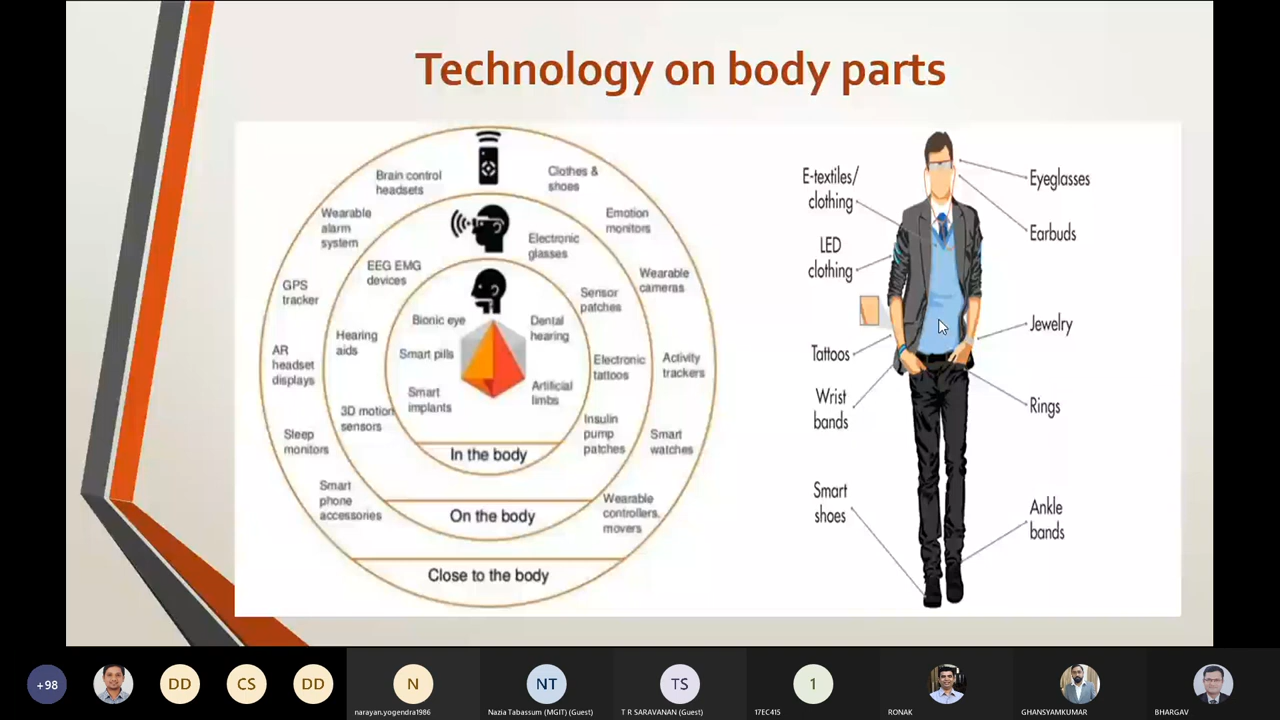 Technology on body parts
Brain control
headsets
Clothes &
shoes
Wearable
alarm
system
Emotion
monitors
EEG EMG
devices
Electronic
glasses
GPS
tracker
Wearable
cameras
Sensor
patches
Bionic eye
Dental
hearing
Hearing
aids
Smart pills
AR
headset
displays
Electronic
tattoos
Activity
trackers
Smart
implants
Artificial
limbs
3D motion
sensors
Insulin
pump
patches
Sleep
monitors
Smart
watches
In the body
Smart
phone
accessories
Wearable
controllers,
movers
On the body
Close to the body
E-textiles/
clothing
LED
clothing
Tattoos
Wrist
bands
Smart
shoes
Eyeglasses
Earbuds
Jewelry
Rings
Ankle
bands
+98
DD
CS
DD
N
narayan.yogendra1986
NT
Nazia Tabassum (MGIT) (Guest)
TS
T R SARAVANAN (Guest)
1
17EC415
RONAK
GHANSYAMKUMAR
BHARGAV